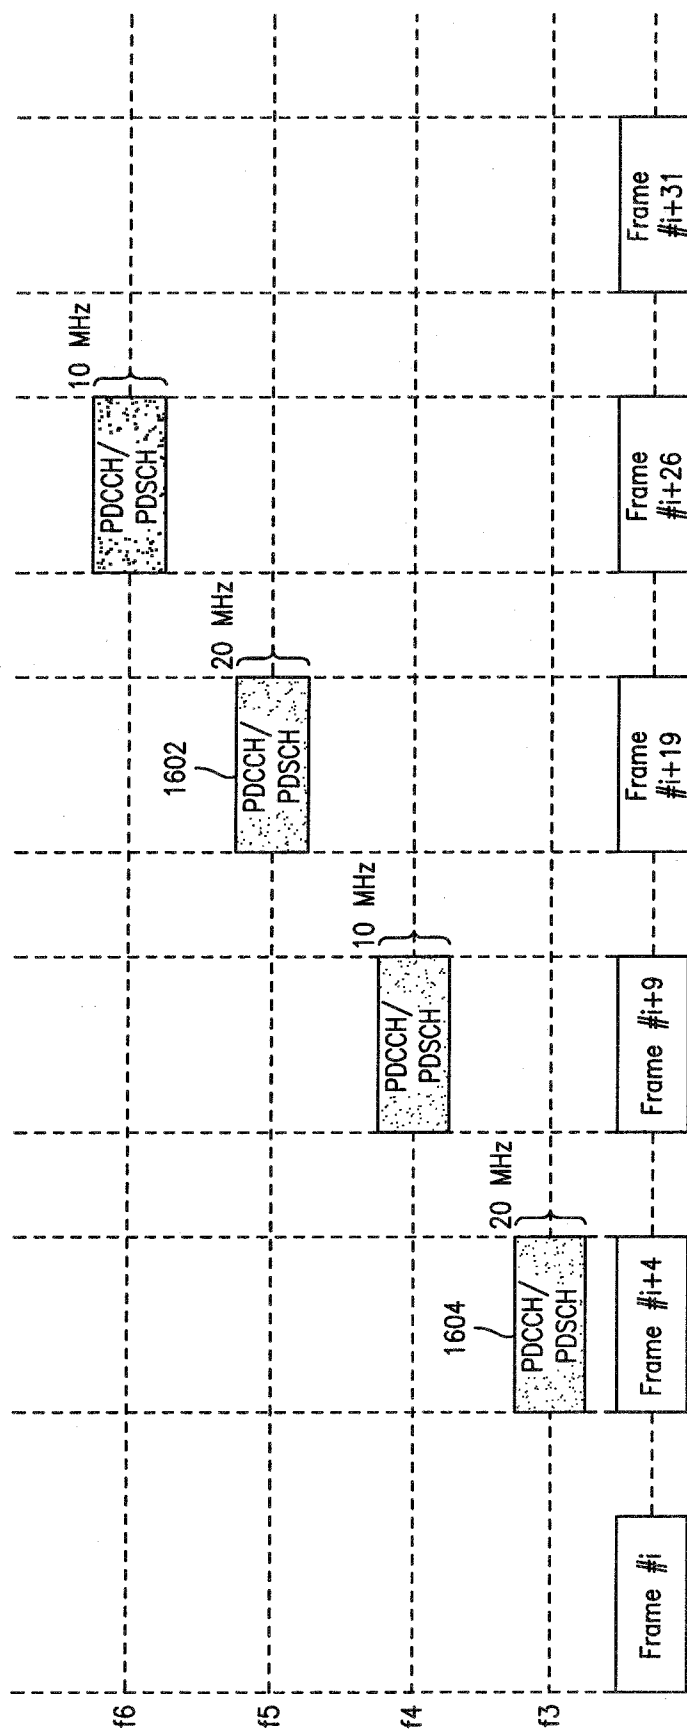 f6
10 MHz
PDCCH/
PDSCH
f5
1602
20 MHz
PDCCH/
PDSCH
f4
10 MHz
PDCCH/
PDSCH
f3
1604
20 MHz
PDCCH/
PDSCH
Frame #i
Frame #i+4
Frame #i+9
Frame
#i+19
Frame
#i+26
Frame
#i+31